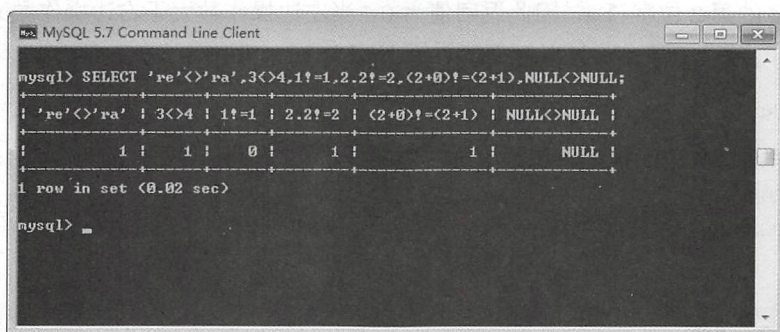 MySQL 5.7 Command Line Client
mysql> SELECT 're'<>'ra',3<>4,1!=1,2.2!=2,(2+0)!=(2+1),NULL<>NULL;
+------------+------+------+--------+--------------+------------+
| 're'<>'ra' | 3<>4 | 1!=1 | 2.2!=2 | (2+0)!=(2+1) | NULL<>NULL |
+------------+------+------+--------+--------------+------------+
|          1 |    1 |    0 |      1 |            1 |       NULL |
+------------+------+------+--------+--------------+------------+
1 row in set (0.02 sec)
mysql> _